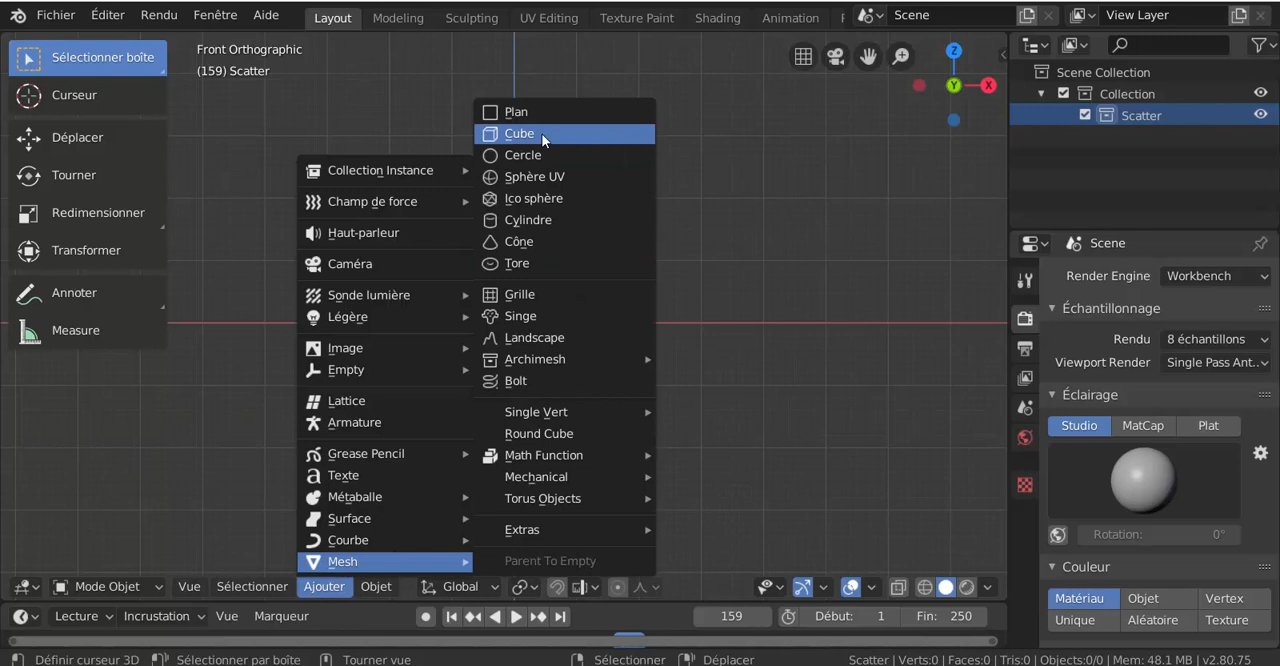 Fichier Éditer Rendu Fenêtre Aide Layout Modeling Sculpting UV Editing Texture Paint Shading Animation Scene View Layer
Sélectionner boîte
Curseur
Déplacer
Tourner
Redimensionner
Transformer
Annoter
Measure
Front Orthographic
(159) Scatter
Z
Y
X
Collection Instance
Champ de force
Haut-parleur
Caméra
Sonde lumière
Légère
Image
Empty
Lattice
Armature
Grease Pencil
Texte
Métaballe
Surface
Courbe
Mesh
Plan
Cube
Cercle
Sphère UV
Ico sphère
Cylindre
Cône
Tore
Grille
Singe
Landscape
Archimesh
Bolt
Single Vert
Round Cube
Math Function
Mechanical
Torus Objects
Extras
Parent To Empty
Scene Collection
Collection
Scatter
Scene
Render Engine Workbench
Échantillonnage
Rendu 8 échantillons
Viewport Render Single Pass Ant..
Éclairage
Studio MatCap Plat
Rotation: 0°
Couleur
Matériau Objet Vertex
Unique Aléatoire Texture
Mode Objet Vue Sélectionner Ajouter Objet Global
Lecture Incrustation Vue Marqueur 159 Début: 1 Fin: 250
Définir curseur 3D Sélectionner par boîte Tourner vue Sélectionner Déplacer Scatter | Verts:0 | Faces:0 | Tris:0 | Objects:0/0 | Mem: 48.1 MB | v2.80.75